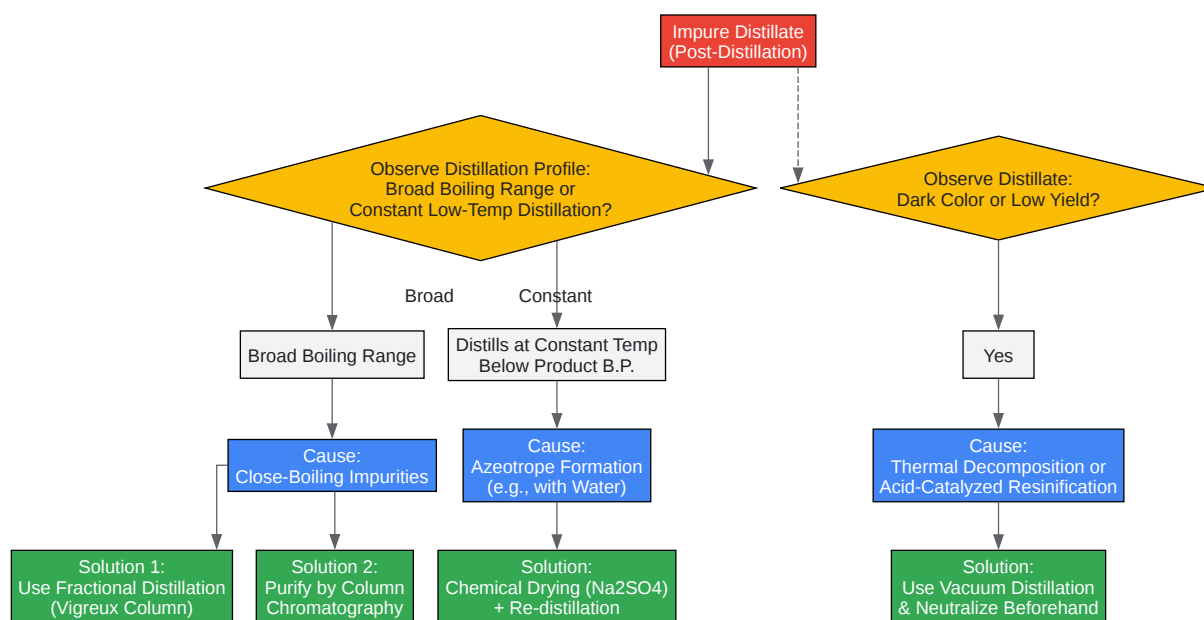 Impure Distillate
(Post-Distillation)
Observe Distillation Profile:
Broad Boiling Range or
Constant Low-Temp Distillation?
Observe Distillate:
Dark Color or Low Yield?
Broad
Constant
Broad Boiling Range
Distills at Constant Temp
Below Product B.P.
Yes
Cause:
Close-Boiling Impurities
Cause:
Azeotrope Formation
(e.g., with Water)
Cause:
Thermal Decomposition or
Acid-Catalyzed Resinification
Solution 1:
Use Fractional Distillation
(Vigreux Column)
Solution 2:
Purify by Column
Chromatography
Solution:
Chemical Drying (Na2SO4)
+ Re-distillation
Solution:
Use Vacuum Distillation
& Neutralize Beforehand